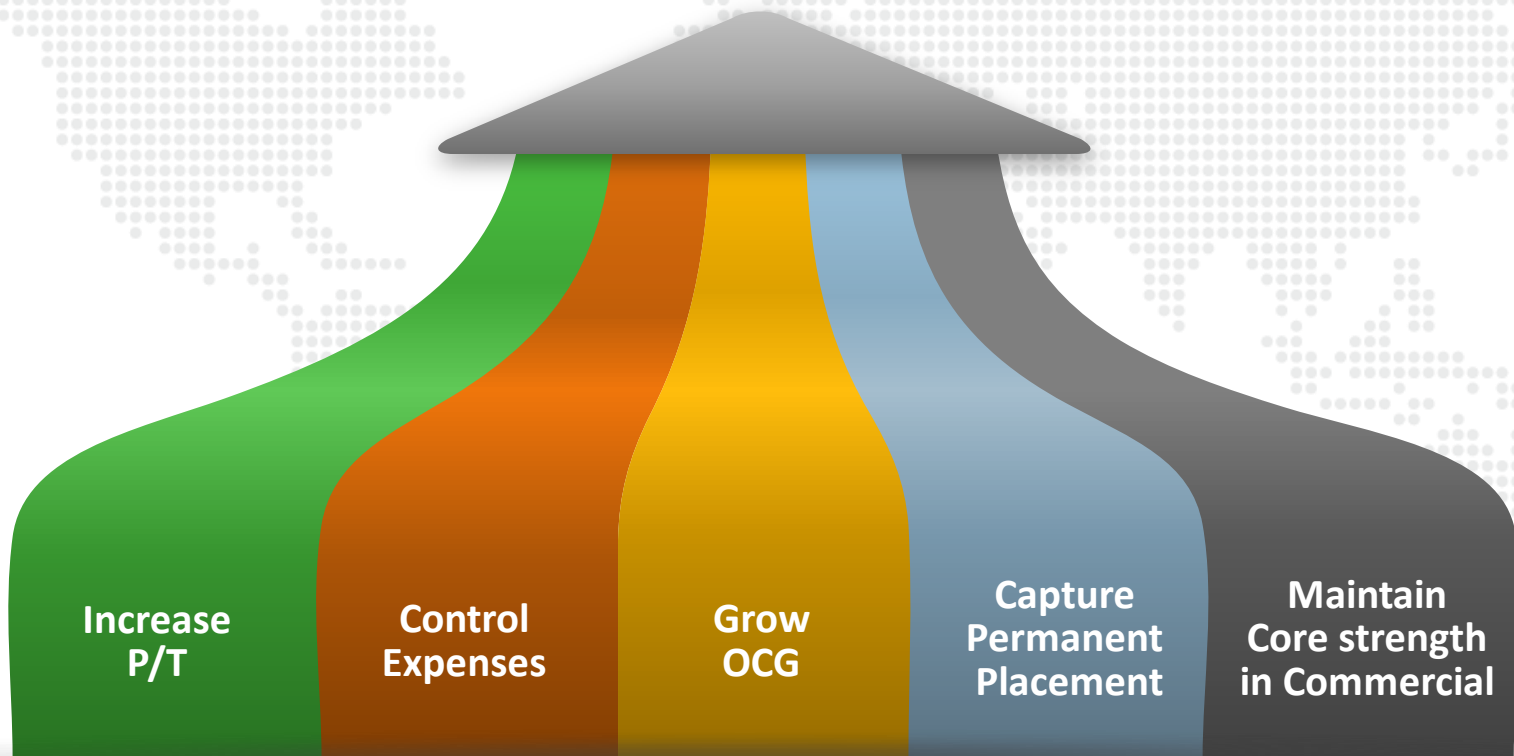 Increase
P/T
Control
Expenses
Grow
OCG
Capture
Permanent
Placement
Maintain
Core strength
in Commercial